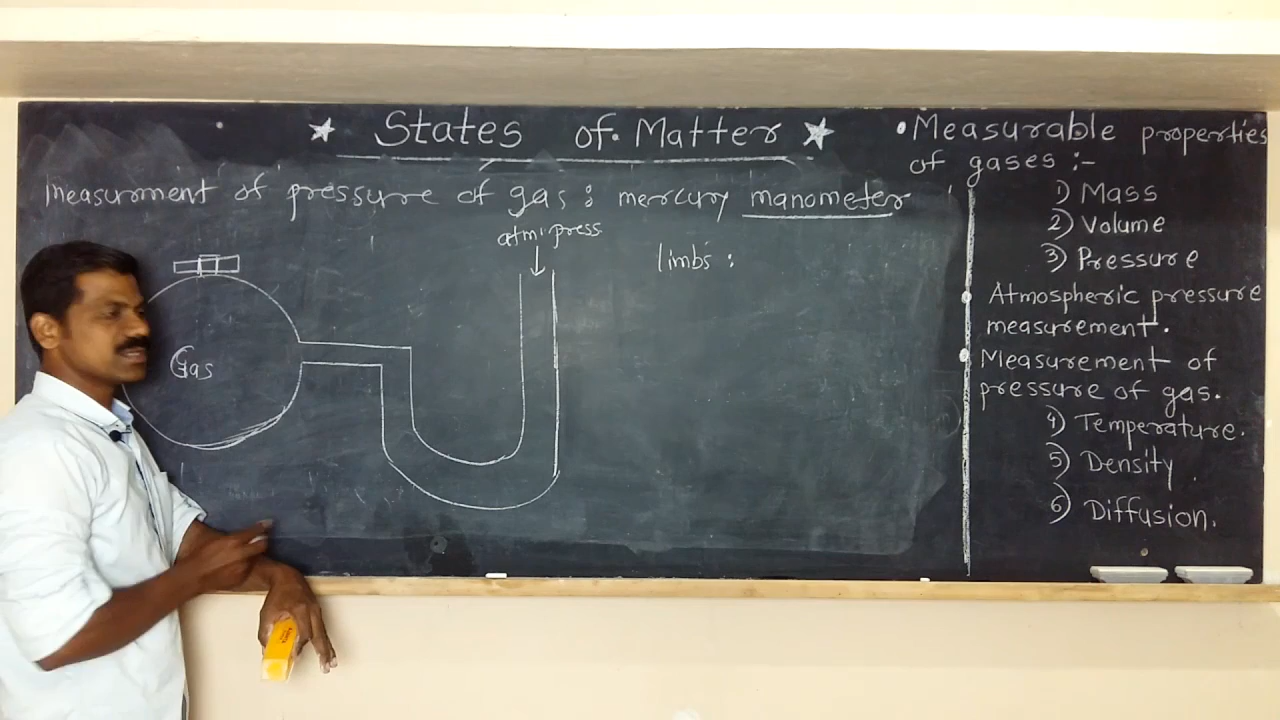 ★ States of Matter ★
Measurment of pressure of gas : mercury manometer
atm. press
limbs :
Gas
• Measurable properties
of gases :-
1) Mass
2) Volume
3) Pressure
Atmospheric pressure
measurement.
Measurement of
pressure of gas.
4) Temperature.
5) Density.
6) Diffusion.